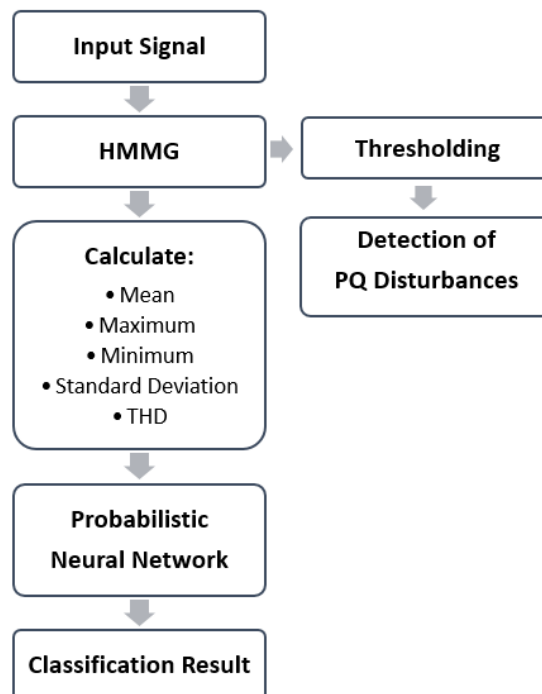 Input Signal
HMMG
Thresholding
Detection of
PQ Disturbances
Calculate:
• Mean
• Maximum
• Minimum
• Standard Deviation
• THD
Probabilistic
Neural Network
Classification Result